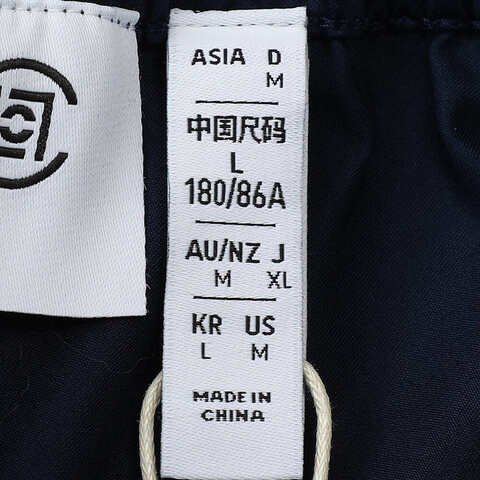 ASIA D
M
中国尺码
L
180/86A
AU/NZ J
M XL
KR US
L M
MADE IN
CHINA